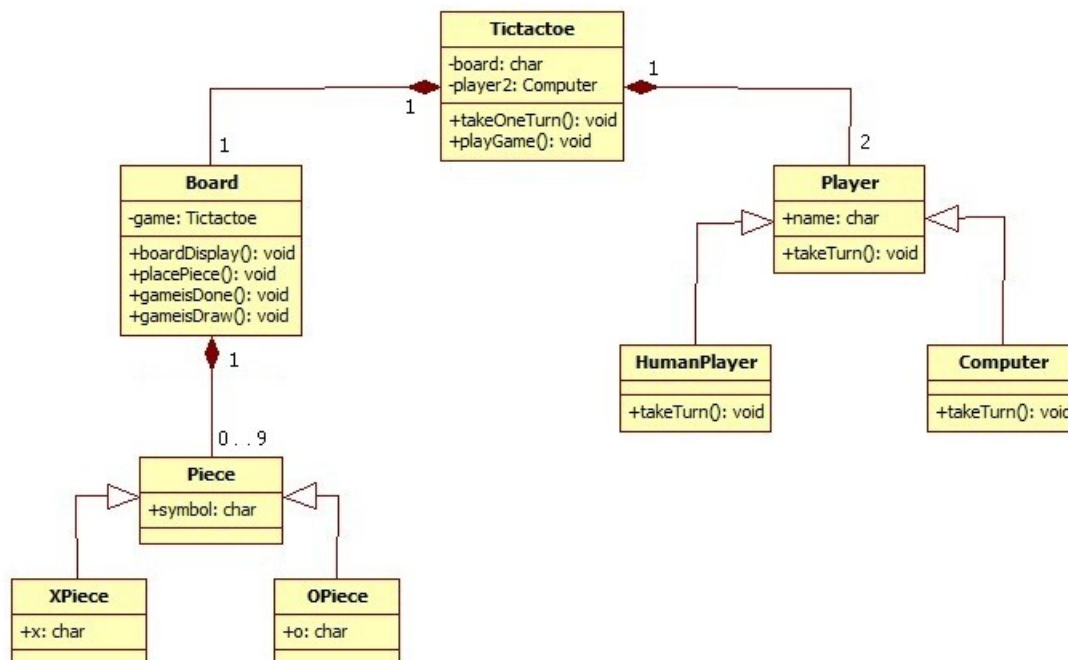 Tictactoe
-board: char
-player2: Computer
+takeOneTurn(): void
+playGame(): void
1
1
1
2
Board
-game: Tictactoe
+boardDisplay(): void
+placePiece(): void
+gameisDone(): void
+gameisDraw(): void
Player
+name: char
+takeTurn(): void
1
HumanPlayer
+takeTurn(): void
Computer
+takeTurn(): void
0..9
Piece
+symbol: char
XPiece
+x: char
OPiece
+o: char